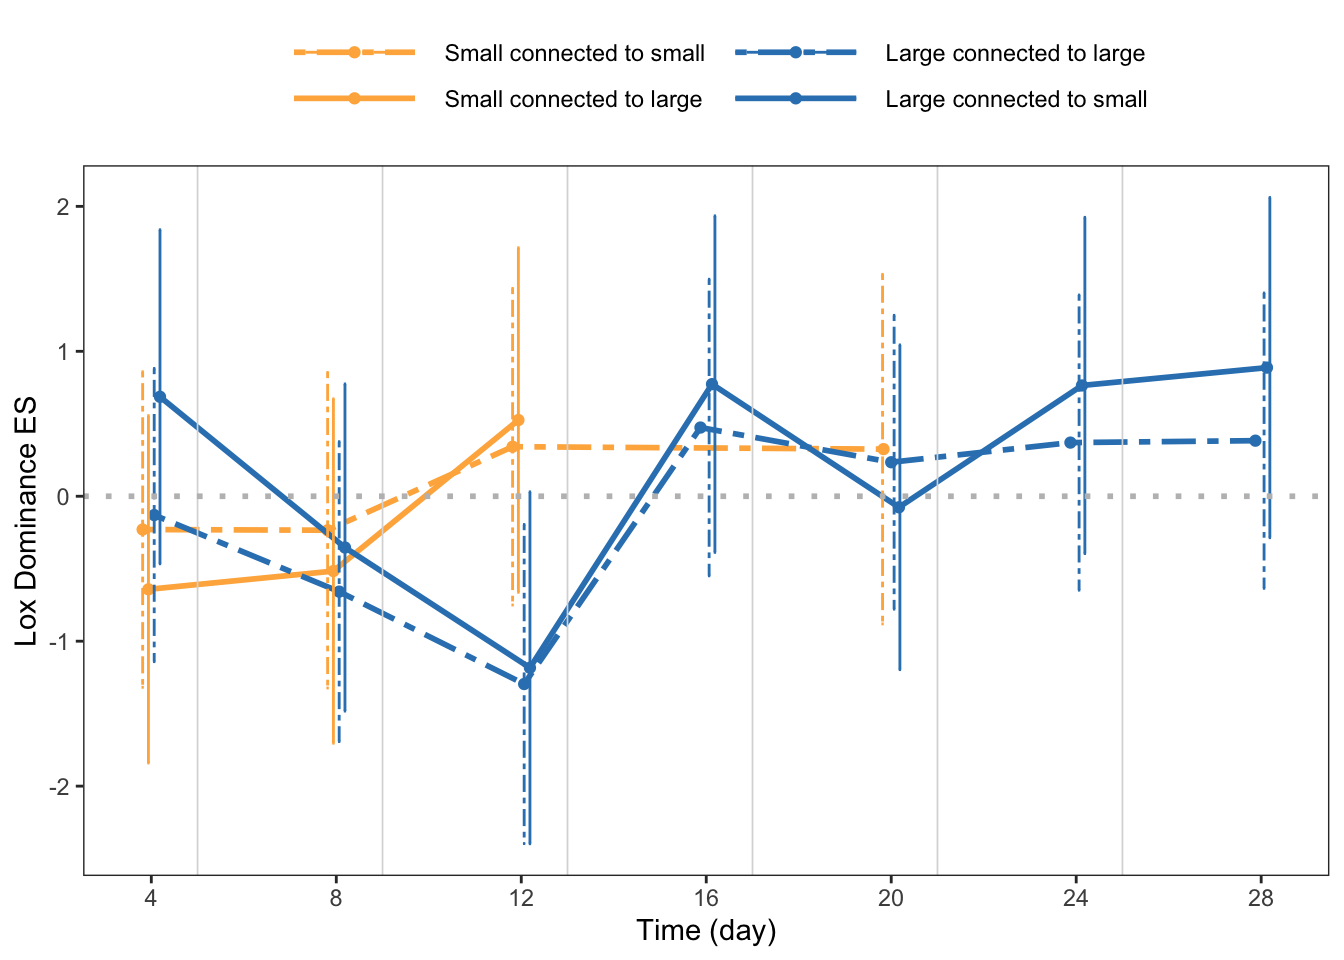 Small connected to small Large connected to large
Small connected to large Large connected to small
2
1
0
-1
-2
Lox Dominance ES
4 8 12 16 20 24 28
Time (day)